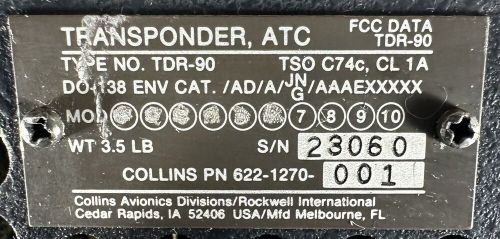 TRANSPONDER, ATC
FCC DATA
TDR-90
TYPE NO. TDR-90 TSO C74c, CL 1A
DO-138 ENV CAT. /AD/A/JN/G/AAAEXXXXX
MOD 7 8 9 10
WT 3.5 LB S/N 23060
COLLINS PN 622-1270-001
Collins Avionics Divisions/Rockwell International
Cedar Rapids, IA 52406 USA/Mfd Melbourne, FL